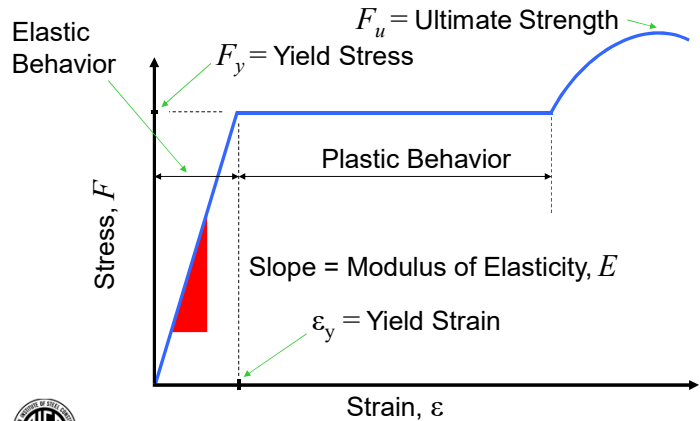 F_u = Ultimate Strength
Elastic
Behavior
F_y = Yield Stress
Plastic Behavior
Stress, F
Slope = Modulus of Elasticity, E
ε_y = Yield Strain
Strain, ε